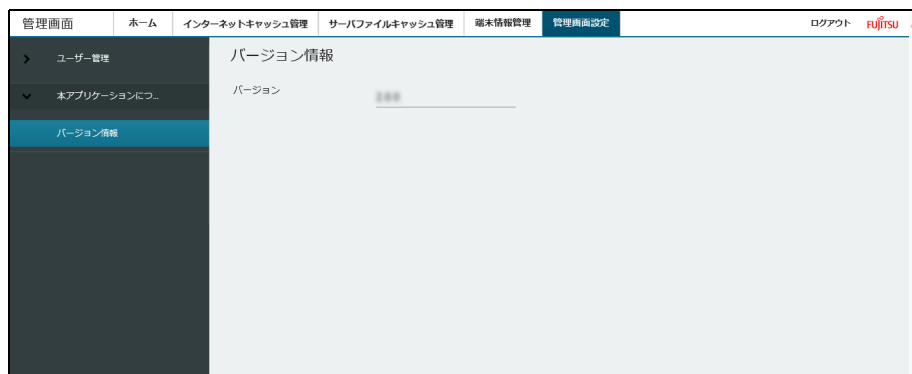 管理画面
ホーム
インターネットキャッシュ管理
サーバファイルキャッシュ管理
端末情報管理
管理画面設定
ログアウト
FUJITSU
ユーザー管理
本アプリケーションにつ...
バージョン情報
バージョン情報
バージョン